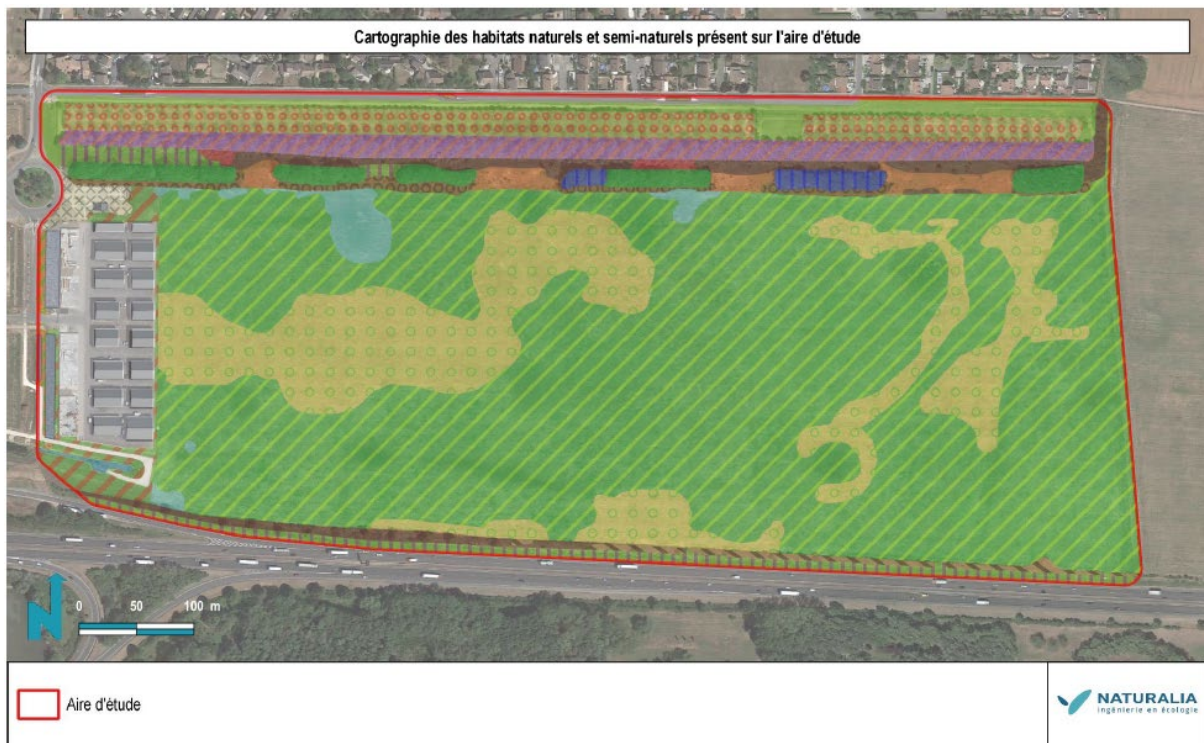 Cartographie des habitats naturels et semi-naturels présent sur l'aire d'étude
N
0 50 100 m
Aire d'étude
NATURALIA
ingénierie en écologie